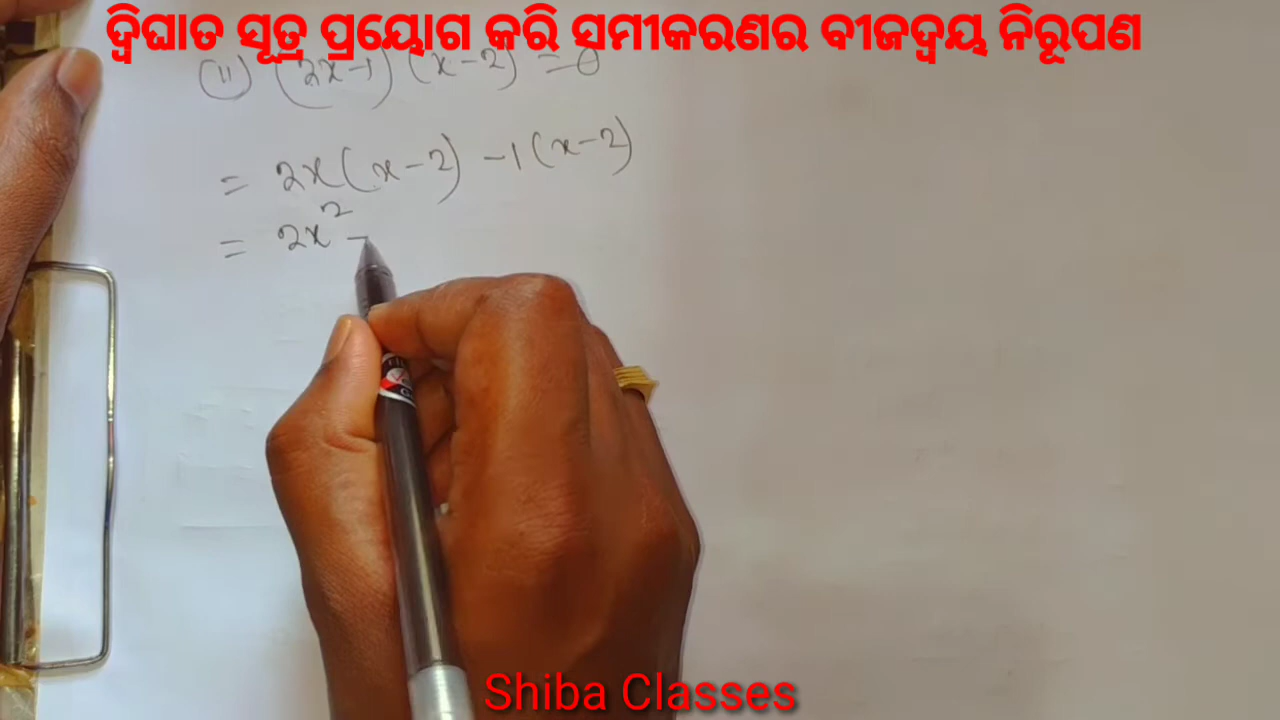 ଦ୍ୱିଘାତ ସୂତ୍ର ପ୍ରୟୋଗ କରି ସମୀକରଣର ବୀଜଦ୍ୱୟ ନିରୂପଣ
(ii) (2x-1) (x-2) = 0
= 2x(x-2) -1(x-2)
= 2x² -
Shiba Classes